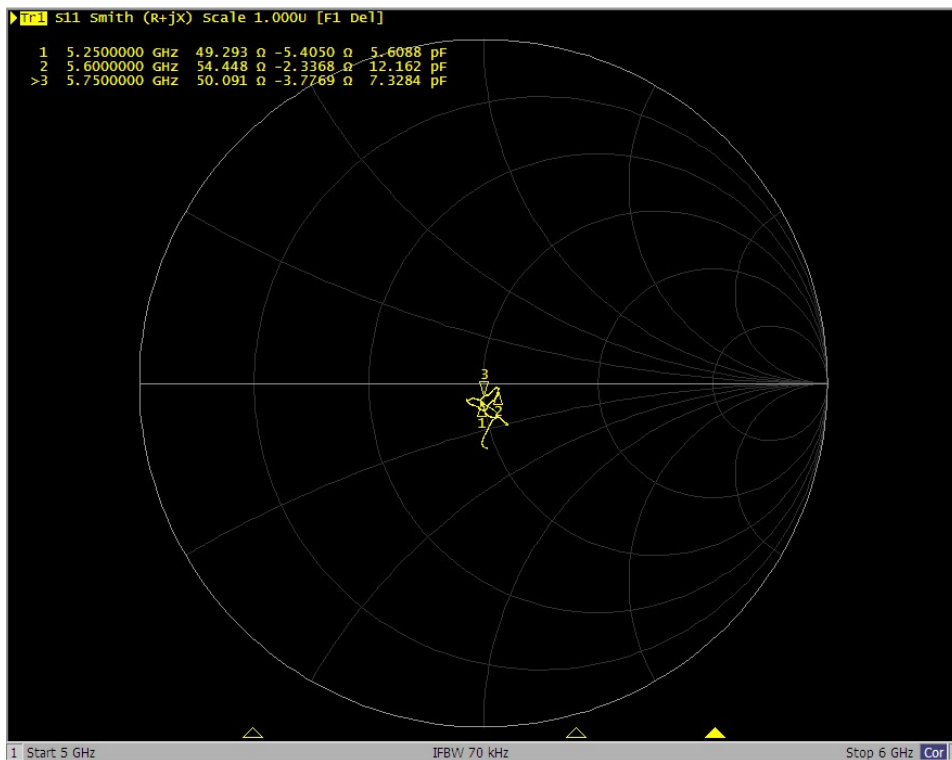 Tr1 S11 Smith (R+jX) Scale 1.000U [F1 Del]
1 5.2500000 GHz 49.293 Ω -5.4050 Ω 5.6088 pF
2 5.6000000 GHz 54.448 Ω -2.3368 Ω 12.162 pF
>3 5.7500000 GHz 50.091 Ω -3.7769 Ω 7.3284 pF
3
2
1
1 Start 5 GHz IFBW 70 kHz Stop 6 GHz Cor